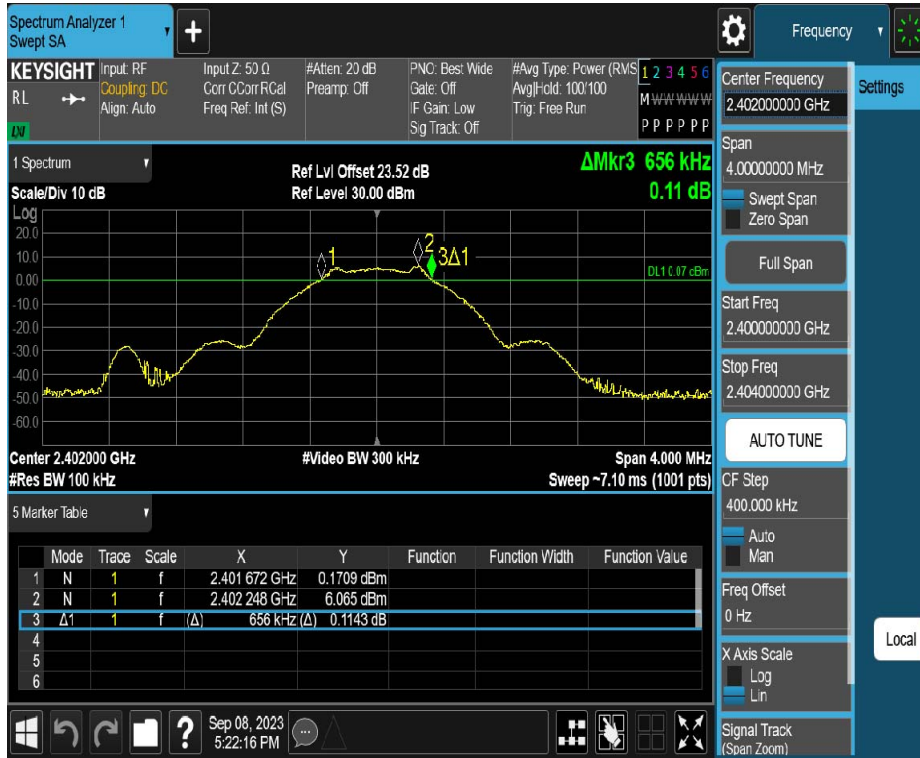 Spectrum Analyzer 1
Swept SA
+
Frequency
KEYSIGHT
RL
LXI
Input: RF
Coupling: DC
Align: Auto
Input Z: 50 Ω
Corr CCorr RCal
Freq Ref: Int (S)
#Atten: 20 dB
Preamp: Off
PNO: Best Wide
Gate: Off
IF Gain: Low
Sig Track: Off
#Avg Type: Power (RMS
Avg|Hold: 100/100
Trig: Free Run
1 2 3 4 5 6
M W W W W W
P P P P P P
1 Spectrum
Scale/Div 10 dB
Ref Lvl Offset 23.52 dB
Ref Level 30.00 dBm
ΔMkr3 656 kHz
0.11 dB
Log
20.0
10.0
0.00
-10.0
-20.0
-30.0
-40.0
-50.0
-60.0
1
2
3Δ1
DL1 0.07 dBm
Center 2.402000 GHz
#Res BW 100 kHz
#Video BW 300 kHz
Span 4.000 MHz
Sweep ~7.10 ms (1001 pts)
5 Marker Table
Mode Trace Scale X Y Function Function Width Function Value
1 N 1 f 2.401 672 GHz 0.1709 dBm
2 N 1 f 2.402 248 GHz 6.065 dBm
3 Δ1 1 f (Δ) 656 kHz (Δ) 0.1143 dB
4
5
6
?
Sep 08, 2023
5:22:16 PM
Center Frequency
2.402000000 GHz
Settings
Span
4.00000000 MHz
Swept Span
Zero Span
Full Span
Start Freq
2.400000000 GHz
Stop Freq
2.404000000 GHz
AUTO TUNE
CF Step
400.000 kHz
Auto
Man
Freq Offset
0 Hz
Local
X Axis Scale
Log
Lin
Signal Track
(Span Zoom)